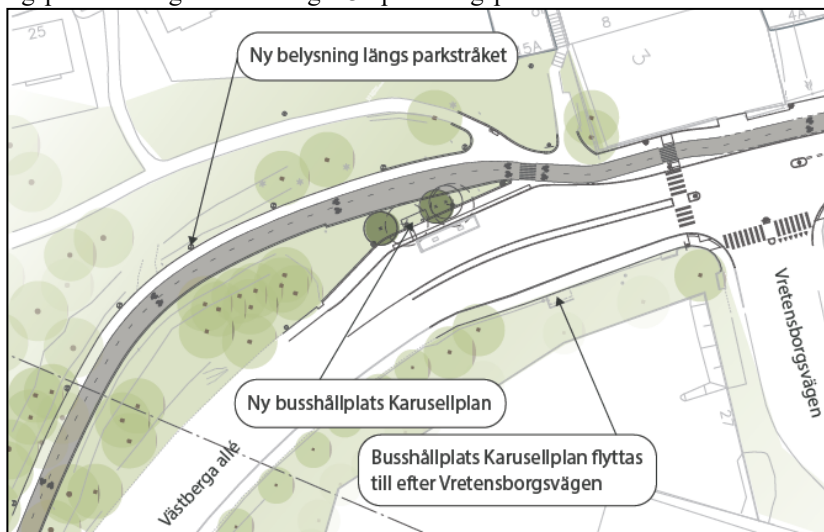 25
8
4A
15A
3
Ny belysning längs parkstråket
Ny busshållplats Karusellplan
27
Busshållplats Karusellplan flyttas
till efter Vretensborgsvägen
Västberga allé
Vretensborgsvägen